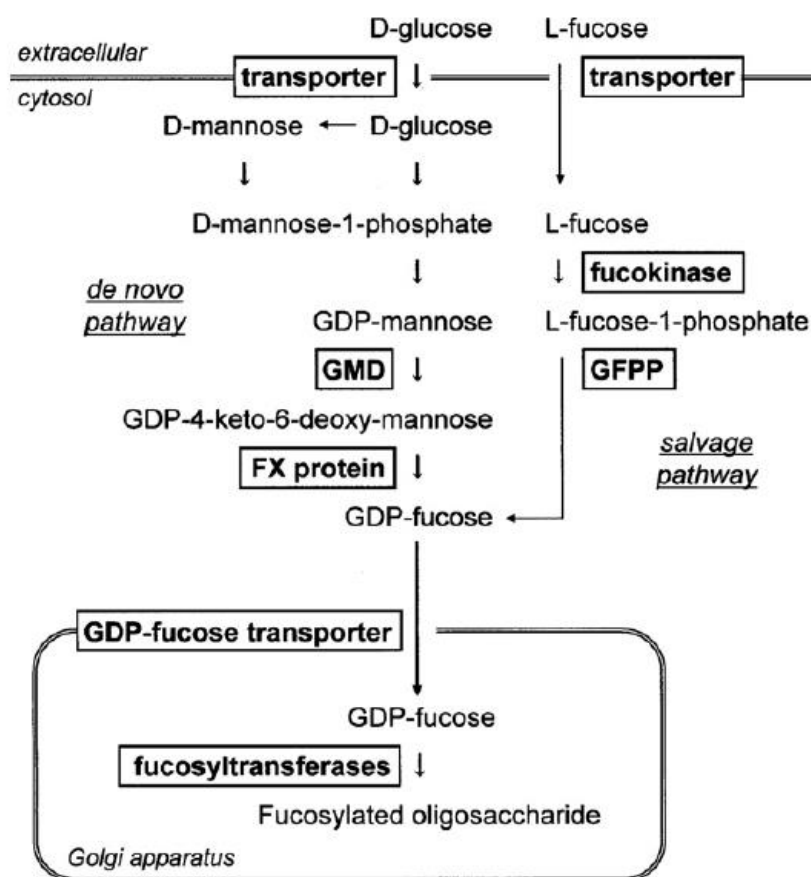 D-glucose L-fucose
extracellular
transporter transporter
cytosol
D-mannose D-glucose
D-mannose-1-phosphate L-fucose
fucokinase
de novo
pathway
GDP-mannose L-fucose-1-phosphate
GMD GFPP
GDP-4-keto-6-deoxy-mannose
salvage
pathway
FX protein
GDP-fucose
GDP-fucose transporter
GDP-fucose
fucosyltransferases
Fucosylated oligosaccharide
Golgi apparatus